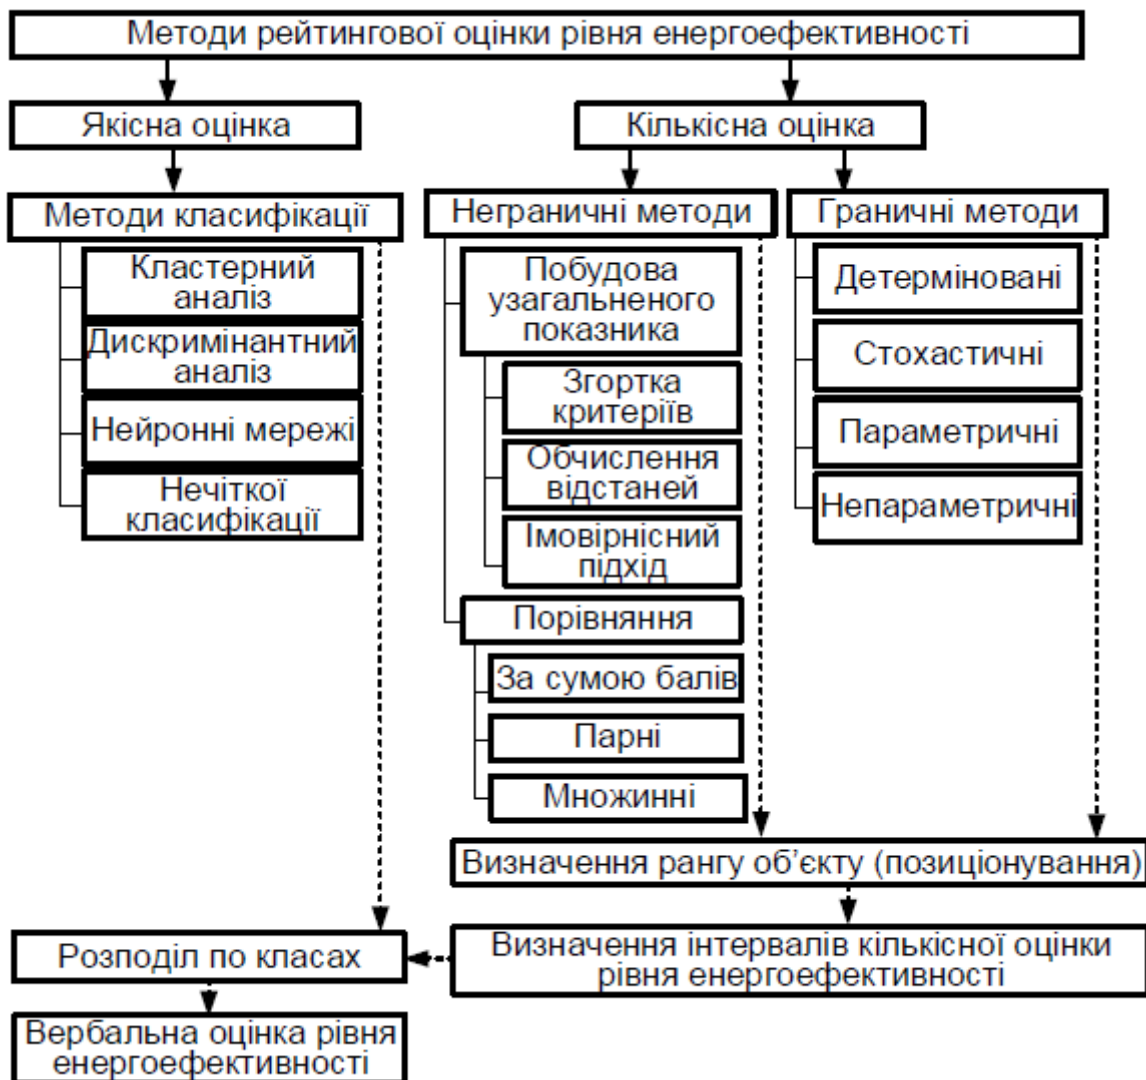 Методи рейтингової оцінки рівня енергоефективності
Якісна оцінка
Кількісна оцінка
Методи класифікації
Неграничні методи
Граничні методи
Кластерний
аналіз
Дискримінантний
аналіз
Нейронні мережі
Нечіткої
класифікації
Побудова
узагальненого
показника
Згортка
критеріїв
Обчислення
відстаней
Імовірнісний
підхід
Порівняння
За сумою балів
Парні
Множинні
Детерміновані
Стохастичні
Параметричні
Непараметричні
Визначення рангу об’єкту (позиціонування)
Визначення інтервалів кількісної оцінки
рівня енергоефективності
Розподіл по класах
Вербальна оцінка рівня
енергоефективності